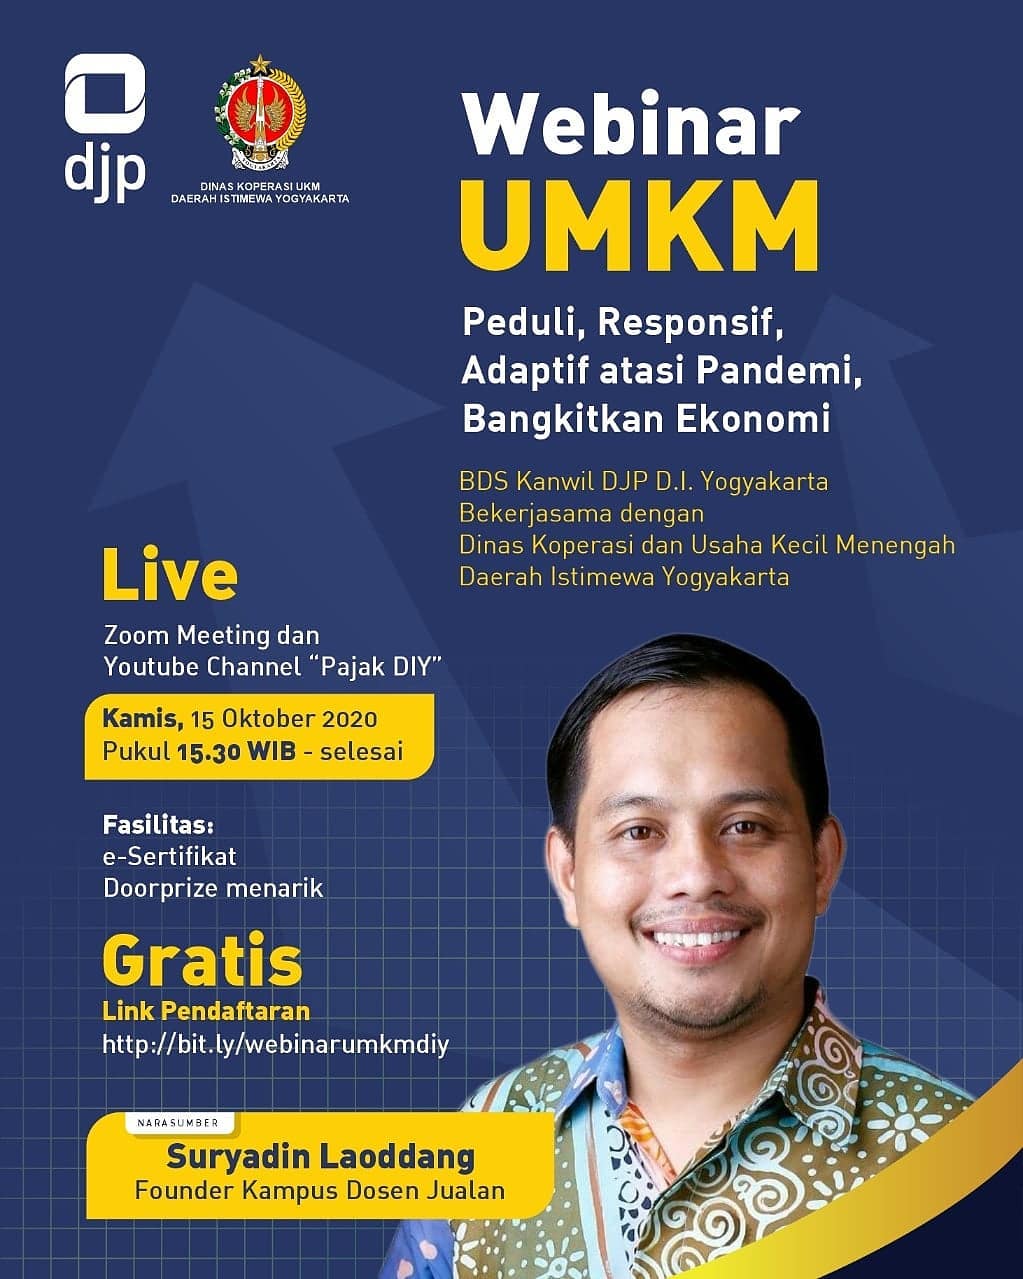 djp
YOGYAKARTA
DINAS KOPERASI UKM
DAERAH ISTIMEWA YOGYAKARTA
Webinar
UMKM
Peduli, Responsif,
Adaptif atasi Pandemi,
Bangkitkan Ekonomi
BDS Kanwil DJP D.I. Yogyakarta
Bekerjasama dengan
Dinas Koperasi dan Usaha Kecil Menengah
Daerah Istimewa Yogyakarta
Live
Zoom Meeting dan
Youtube Channel “Pajak DIY”
Kamis, 15 Oktober 2020
Pukul 15.30 WIB - selesai
Fasilitas:
e-Sertifikat
Doorprize menarik
Gratis
Link Pendaftaran
http://bit.ly/webinarumkmdiy
NARASUMBER
Suryadin Laoddang
Founder Kampus Dosen Jualan